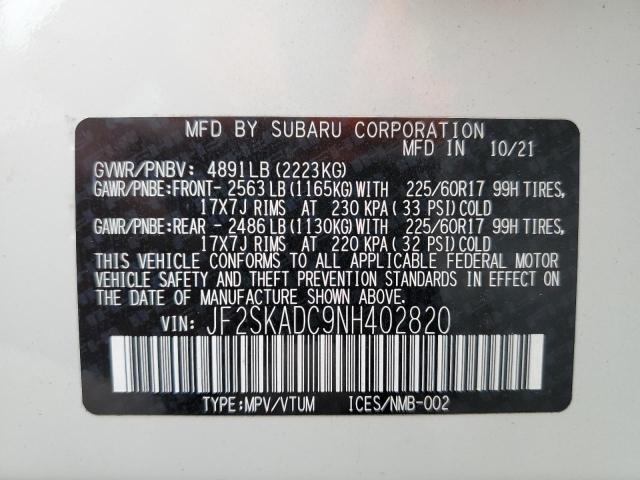 MFD BY SUBARU CORPORATION
MFD IN 10/21
GVWR/PNBV: 4891LB (2223KG)
GAWR/PNBE:FRONT- 2563LB (1165KG) WITH 225/60R17 99H TIRES,
17X7J RIMS AT 230 KPA (33 PSI) COLD
GAWR/PNBE:REAR - 2486LB (1130KG) WITH 225/60R17 99H TIRES,
17X7J RIMS AT 220 KPA (32 PSI) COLD
THIS VEHICLE CONFORMS TO ALL APPLICABLE FEDERAL MOTOR
VEHICLE SAFETY AND THEFT PREVENTION STANDARDS IN EFFECT
ON THE DATE OF MANUFACTURE SHOWN ABOVE.
VIN: JF2SKADC9NH402820
TYPE:MPV/VTUM ICES/NMB-002